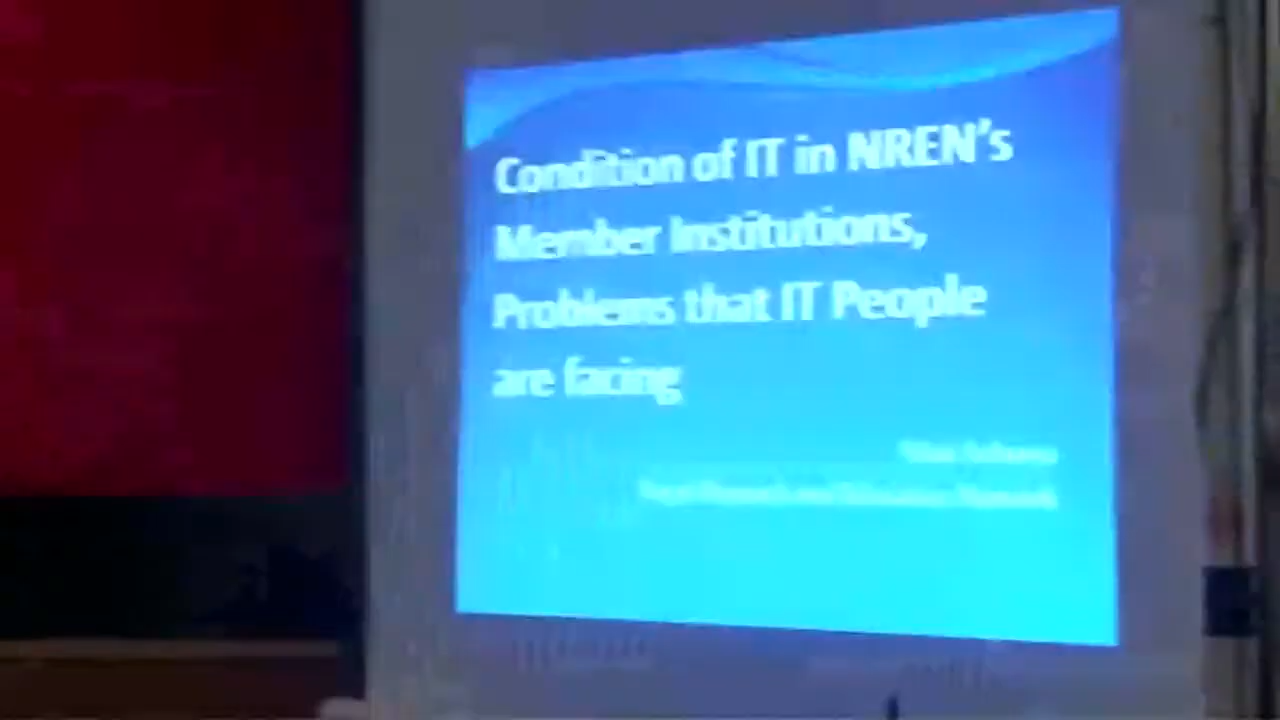 Condition of IT in NREN's
Member Institutions,
Problems that IT People
are facing